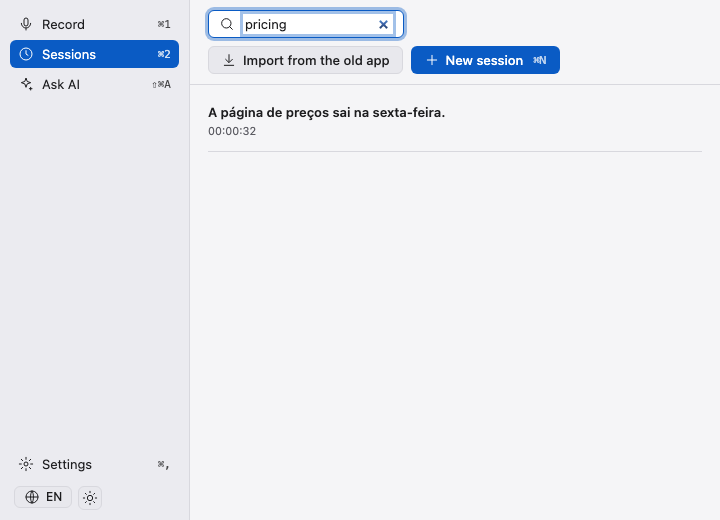 Record ⌘1
Sessions ⌘2
Ask AI ⇧⌘A
Settings ⌘,
EN
pricing
Import from the old app
New session ⌘N
A página de preços sai na sexta-feira.
00:00:32